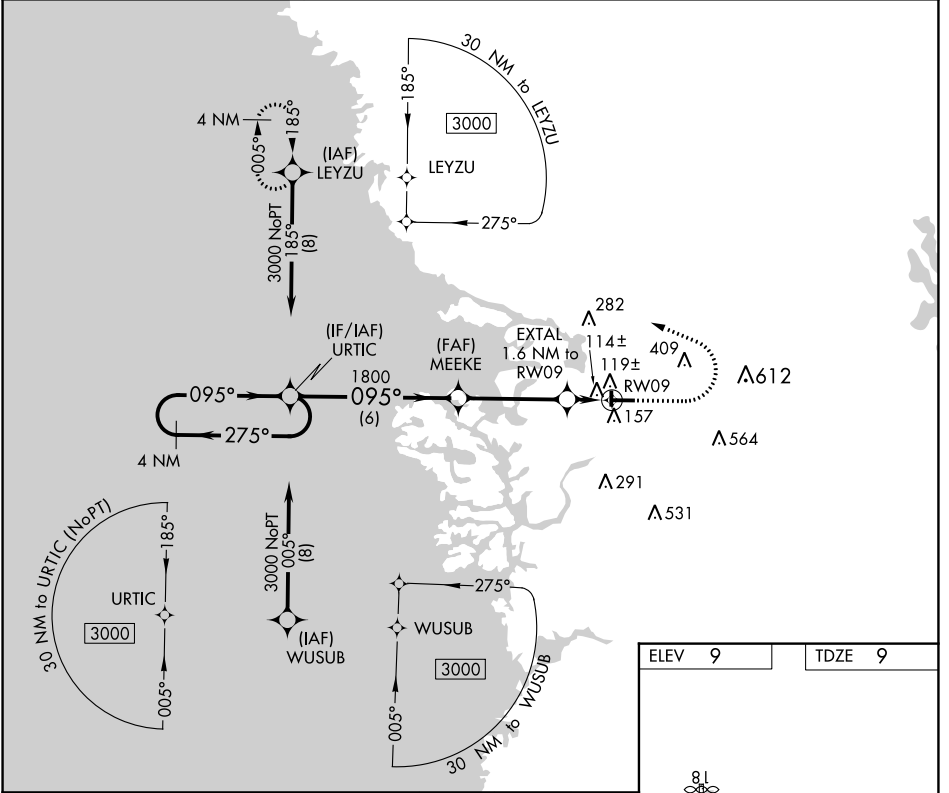 30 NM to LEYZU
185°
3000
LEYZU
275°
4 NM
185°
005°
(IAF)
LEYZU
3000 NoPT
185°
(8)
(IF/IAF)
URTIC
095°
275°
4 NM
1800
095°
(6)
(FAF)
MEEKE
EXTAL
1.6 NM to
RW09
282
114±
119±
409
RW09
612
157
564
291
531
3000 NoPT
005°
(8)
(IAF)
WUSUB
30 NM to URTIC (NoPT)
185°
URTIC
3000
005°
275°
WUSUB
3000
005°
30 NM to WUSUB
ELEV 9
TDZE 9
18